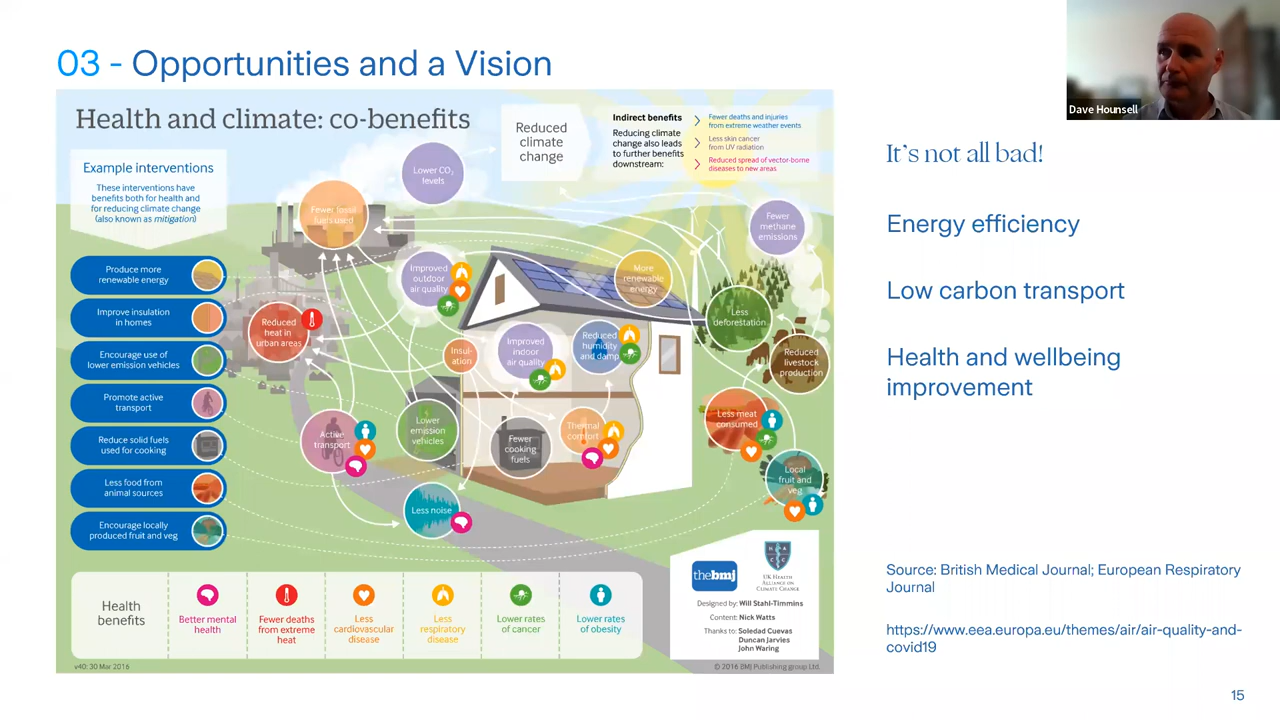 03 - Opportunities and a Vision
Dave Hounsell
Health and climate: co-benefits
Reduced
climate
change
Indirect benefits
Reducing climate
change also leads
to further benefits
downstream:
Fewer deaths and injuries
from extreme weather events
Less skin cancer
from UV radiation
Reduced spread of vector-borne
diseases to new areas
Example interventions
These interventions have
benefits both for health and
for reducing climate change
(also known as mitigation)
Produce more
renewable energy
Improve insulation
in homes
Encourage use of
lower emission vehicles
Promote active
transport
Reduce solid fuels
used for cooking
Less food from
animal sources
Encourage locally
produced fruit and veg
Lower CO₂
levels
Fewer fossil
fuels used
Fewer
methane
emissions
Improved
outdoor
air quality
More
renewable
energy
Less
deforestation
Reduced
heat in
urban areas
Insul-
ation
Improved
indoor
air quality
Reduced
humidity
and damp
Reduced
livestock
production
Active
transport
Lower
emission
vehicles
Fewer
cooking
fuels
Thermal
comfort
Less meat
consumed
Local
fruit and
veg
Less noise
Health
benefits
Better mental
health
Fewer deaths
from extreme
heat
Less
cardiovascular
disease
Less
respiratory
disease
Lower rates
of cancer
Lower rates
of obesity
thebmj
UK HEALTH
ALLIANCE ON
CLIMATE CHANGE
Designed by: Will Stahl-Timmins
Content: Nick Watts
Thanks to: Soledad Cuevas
Duncan Jarvies
John Waring
v40: 30 Mar 2016
© 2016 BMJ Publishing group Ltd.
It's not all bad!
Energy efficiency
Low carbon transport
Health and wellbeing
improvement
Source: British Medical Journal; European Respiratory
Journal
https://www.eea.europa.eu/themes/air/air-quality-and-
covid19
15